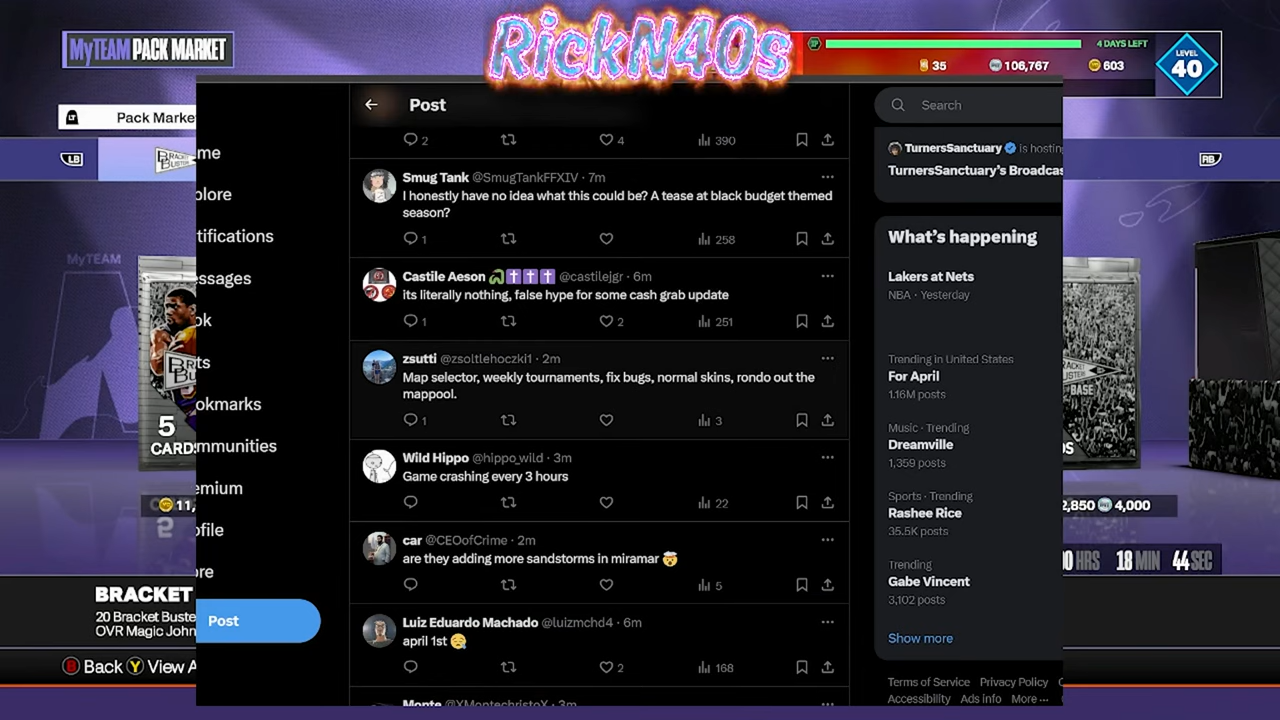 RickN40s
MyTEAM PACK MARKET
4 DAYS LEFT
35
106,767
603
LEVEL
40
LT
Pack Marke
LB
RB
MyTEAM
5
CARDS
BASE
2,850 4,000
18 MIN 44 SEC
BRACKET
20 Bracket Buste
OVR Magic John
B Back Y View A
me
plore
tifications
essages
ok
ts
okmarks
mmunities
emium
ofile
re
Post
Post
2
4
390
Smug Tank @SmugTankFFXIV · 7m
I honestly have no idea what this could be? A tease at black budget themed
season?
1
258
Castile Aeson @castilejgr · 6m
its literally nothing, false hype for some cash grab update
1
2
251
zsutti @zsoltlehoczki1 · 2m
Map selector, weekly tournaments, fix bugs, normal skins, rondo out the
mappool.
1
3
Wild Hippo @hippo_wild · 3m
Game crashing every 3 hours
22
car @CEOofCrime · 2m
are they adding more sandstorms in miramar 🤯
5
Luiz Eduardo Machado @luizmchd4 · 6m
april 1st 😪
2
168
Monte @XMontechristoX · 3m
Search
TurnersSanctuary is hosting
TurnersSanctuary's Broadcas
What's happening
Lakers at Nets
NBA · Yesterday
Trending in United States
For April
1.16M posts
Music · Trending
Dreamville
1,359 posts
Sports · Trending
Rashee Rice
35.5K posts
Trending
Gabe Vincent
3,102 posts
Show more
Terms of Service Privacy Policy
Accessibility Ads info More ···